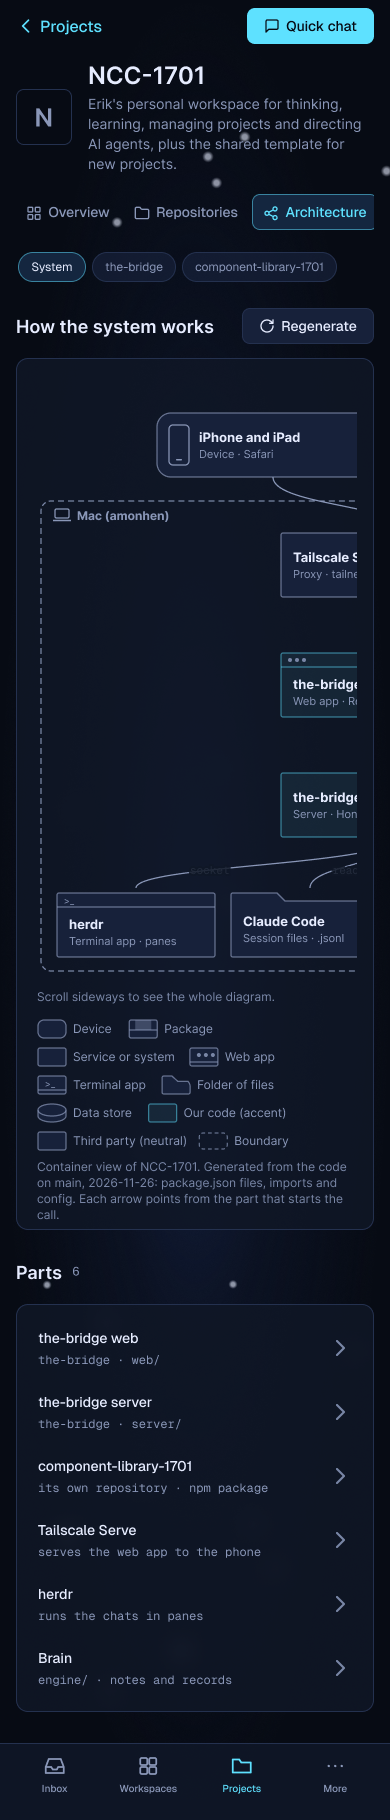 Projects
Quick chat
N
NCC-1701
Erik's personal workspace for thinking,
learning, managing projects and directing
AI agents, plus the shared template for
new projects.
Overview
Repositories
Architecture
System
the-bridge
component-library-1701
How the system works
Regenerate
iPhone and iPad
Device · Safari
Mac (amonhen)
Tailscale S
Proxy · tailne
the-bridge
Web app · Re
the-bridge
Server · Hon
socket
>_
herdr
Terminal app · panes
Claude Code
Session files · .jsonl
Scroll sideways to see the whole diagram.
Device
Package
Service or system
Web app
>_
Terminal app
Folder of files
Data store
Our code (accent)
Third party (neutral)
Boundary
Container view of NCC-1701. Generated from the code
on main, 2026-11-26: package.json files, imports and
config. Each arrow points from the part that starts the
call.
Parts 6
the-bridge web
the-bridge · web/
the-bridge server
the-bridge · server/
component-library-1701
its own repository · npm package
Tailscale Serve
serves the web app to the phone
herdr
runs the chats in panes
Brain
engine/ · notes and records
Inbox
Workspaces
Projects
More